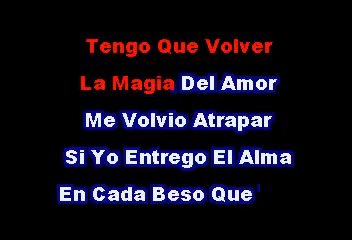 Tengo Que Volver
La Magia Del Amor
Me Volvio Atrapar
Si Yo Entrego El Alma
En Cada Beso Que